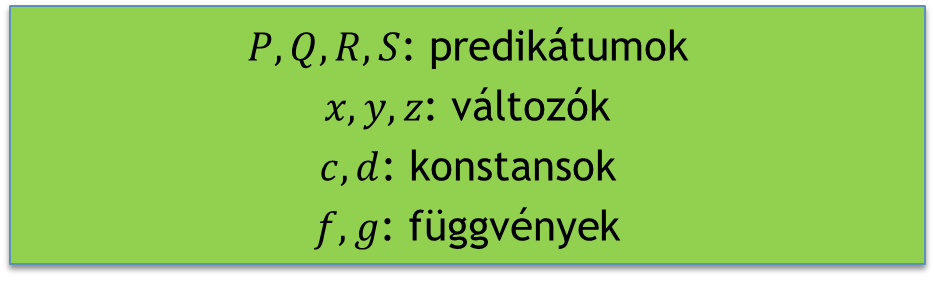 P, Q, R, S: predikátumok
x, y, z: változók
c, d: konstansok
f, g: függvények